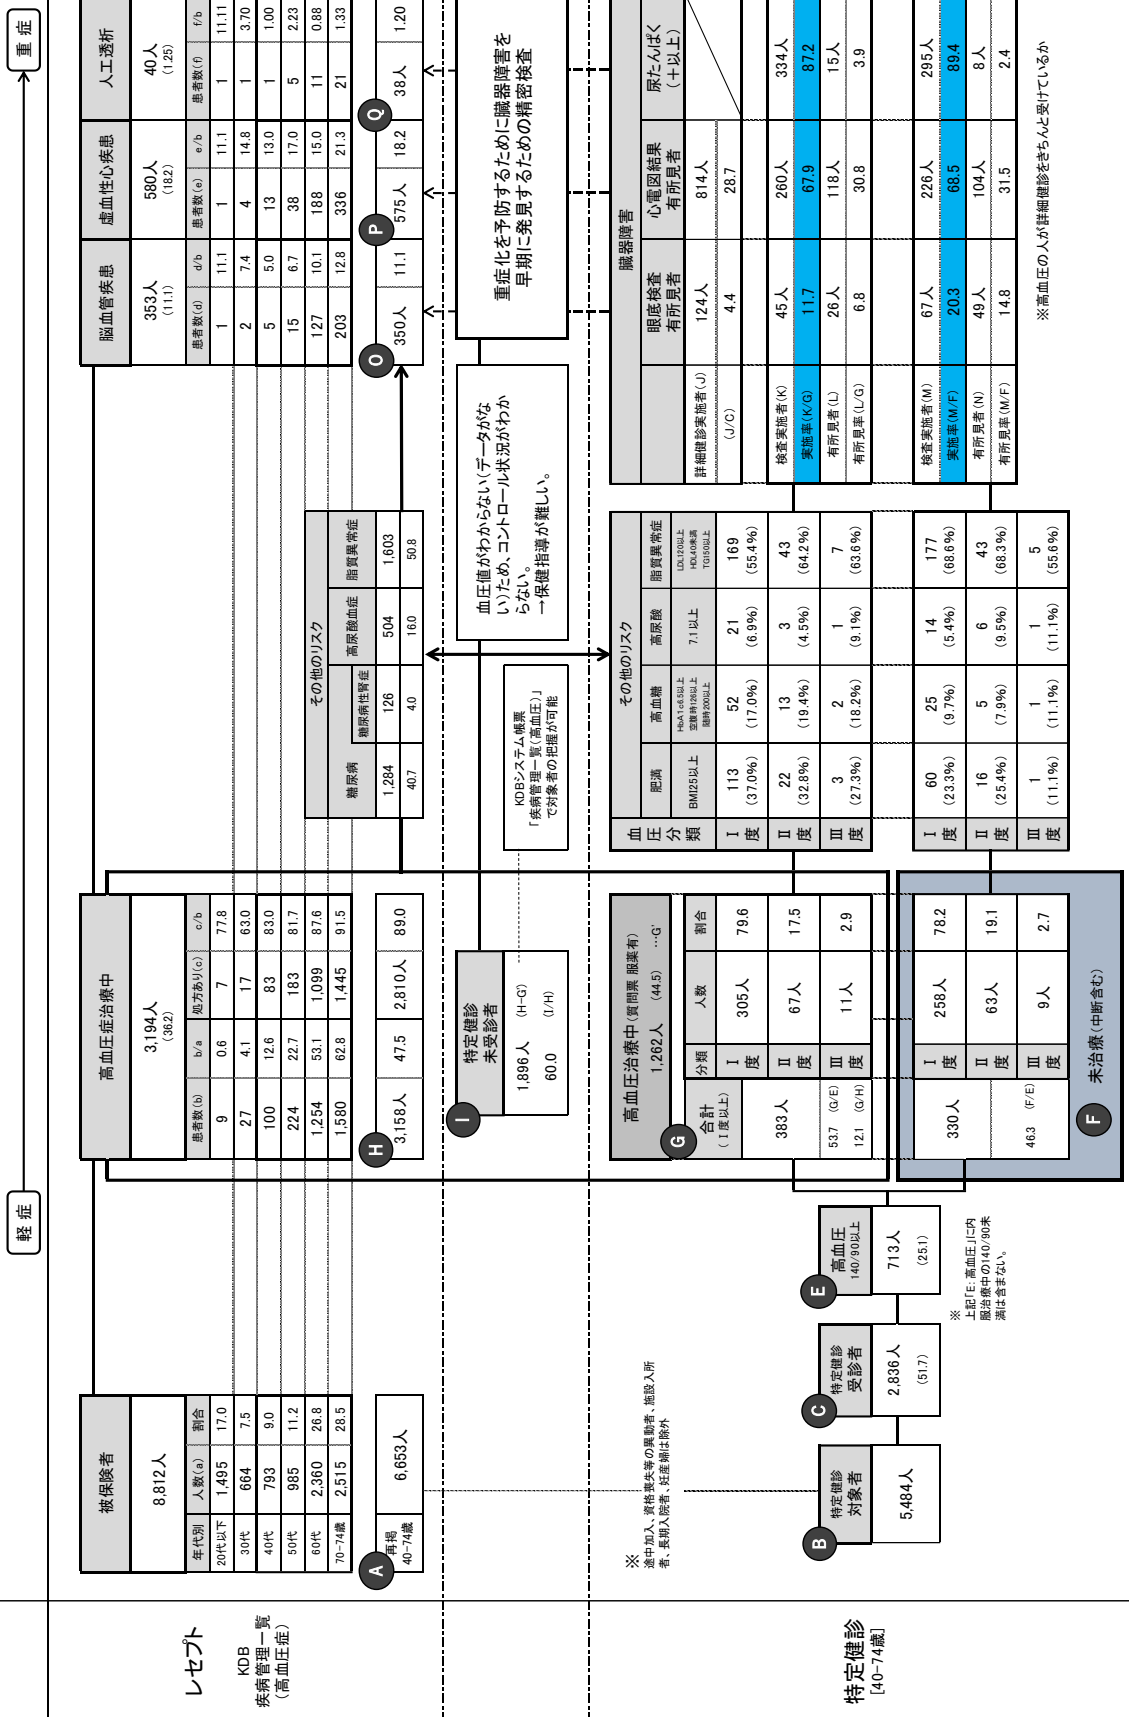 軽症
重症
レセプト
KDB
疾病管理一覧
(高血圧症)
被保険者
8,812人
年代別 人数(a) 割合
20代以下 1,495 17.0
30代 664 7.5
40代 793 9.0
50代 985 11.2
60代 2,360 26.8
70-74歳 2,515 28.5
A
再掲
40-74歳
6,653人
高血圧症治療中
3,194人
(36.2)
患者数(b) b/a 処方あり(c) c/b
9 0.6 7 77.8
27 4.1 17 63.0
100 12.6 83 83.0
224 22.7 183 81.7
1,254 53.1 1,099 87.6
1,580 62.8 1,445 91.5
H
3,158人 47.5 2,810人 89.0
その他のリスク
糖尿病 糖尿病性腎症 高尿酸血症 脂質異常症
1,284 126 504 1,603
40.7 4.0 16.0 50.8
脳血管疾患 虚血性心疾患 人工透析
353人 580人 40人
(11.1) (18.2) (1.25)
患者数(d) d/b 患者数(e) e/b 患者数(f) f/b
1 11.1 1 11.1 1 11.11
2 7.4 4 14.8 1 3.70
5 5.0 13 13.0 1 1.00
15 6.7 38 17.0 5 2.23
127 10.1 188 15.0 11 0.88
203 12.8 336 21.3 21 1.33
O P Q
350人 11.1 575人 18.2 38人 1.20
I
特定健診
未受診者
1,896人 (H-G')
60.0 (I/H)
KDBシステム帳票
「疾病管理一覧(高血圧)」
で対象者の把握が可能
血圧値がわからない(データがな
い)ため、コントロール状況がわか
らない。
→保健指導が難しい。
重症化を予防するために臓器障害を
早期に発見するための精密検査
特定健診
[40-74歳]
※
途中加入、資格喪失等の異動者、施設入所
者、長期入院者、妊産婦は除外
B
特定健診
対象者
5,484人
C
特定健診
受診者
2,836人
(51.7)
E
高血圧
140/90以上
713人
(25.1)
※
上記「E:高血圧」に内
服治療中の140/90未
満は含まない。
高血圧治療中(質問票 服薬有)
1,262人 (44.5) …G'
G
合計
(Ⅰ度以上)
分類 人数 割合
383人
53.7 (G/E)
12.1 (G/H)
Ⅰ度 305人 79.6
Ⅱ度 67人 17.5
Ⅲ度 11人 2.9
330人
46.3 (F/E)
Ⅰ度 258人 78.2
Ⅱ度 63人 19.1
Ⅲ度 9人 2.7
F
未治療(中断含む)
血圧分類
その他のリスク
肥満 高血糖 高尿酸 脂質異常症
BMI25以上
HbA1c6.5以上
空腹時126以上
随時200以上
7.1以上
LDL120以上
HDL40未満
TG150以上
Ⅰ度 113 52 21 169
(37.0%) (17.0%) (6.9%) (55.4%)
Ⅱ度 22 13 3 43
(32.8%) (19.4%) (4.5%) (64.2%)
Ⅲ度 3 2 1 7
(27.3%) (18.2%) (9.1%) (63.6%)
Ⅰ度 60 25 14 177
(23.3%) (9.7%) (5.4%) (68.6%)
Ⅱ度 16 5 6 43
(25.4%) (7.9%) (9.5%) (68.3%)
Ⅲ度 1 1 1 5
(11.1%) (11.1%) (11.1%) (55.6%)
臓器障害
眼底検査
有所見者
心電図結果
有所見者
尿たんぱく
(+以上)
詳細健診実施者(J) 124人 814人
(J/C) 4.4 28.7
検査実施者(K) 45人 260人 334人
実施率(K/G) 11.7 67.9 87.2
有所見者(L) 26人 118人 15人
有所見率(L/G) 6.8 30.8 3.9
検査実施者(M) 67人 226人 295人
実施率(M/F) 20.3 68.5 89.4
有所見者(N) 49人 104人 8人
有所見率(M/F) 14.8 31.5 2.4
※高血圧の人が詳細健診をきちんと受けているか